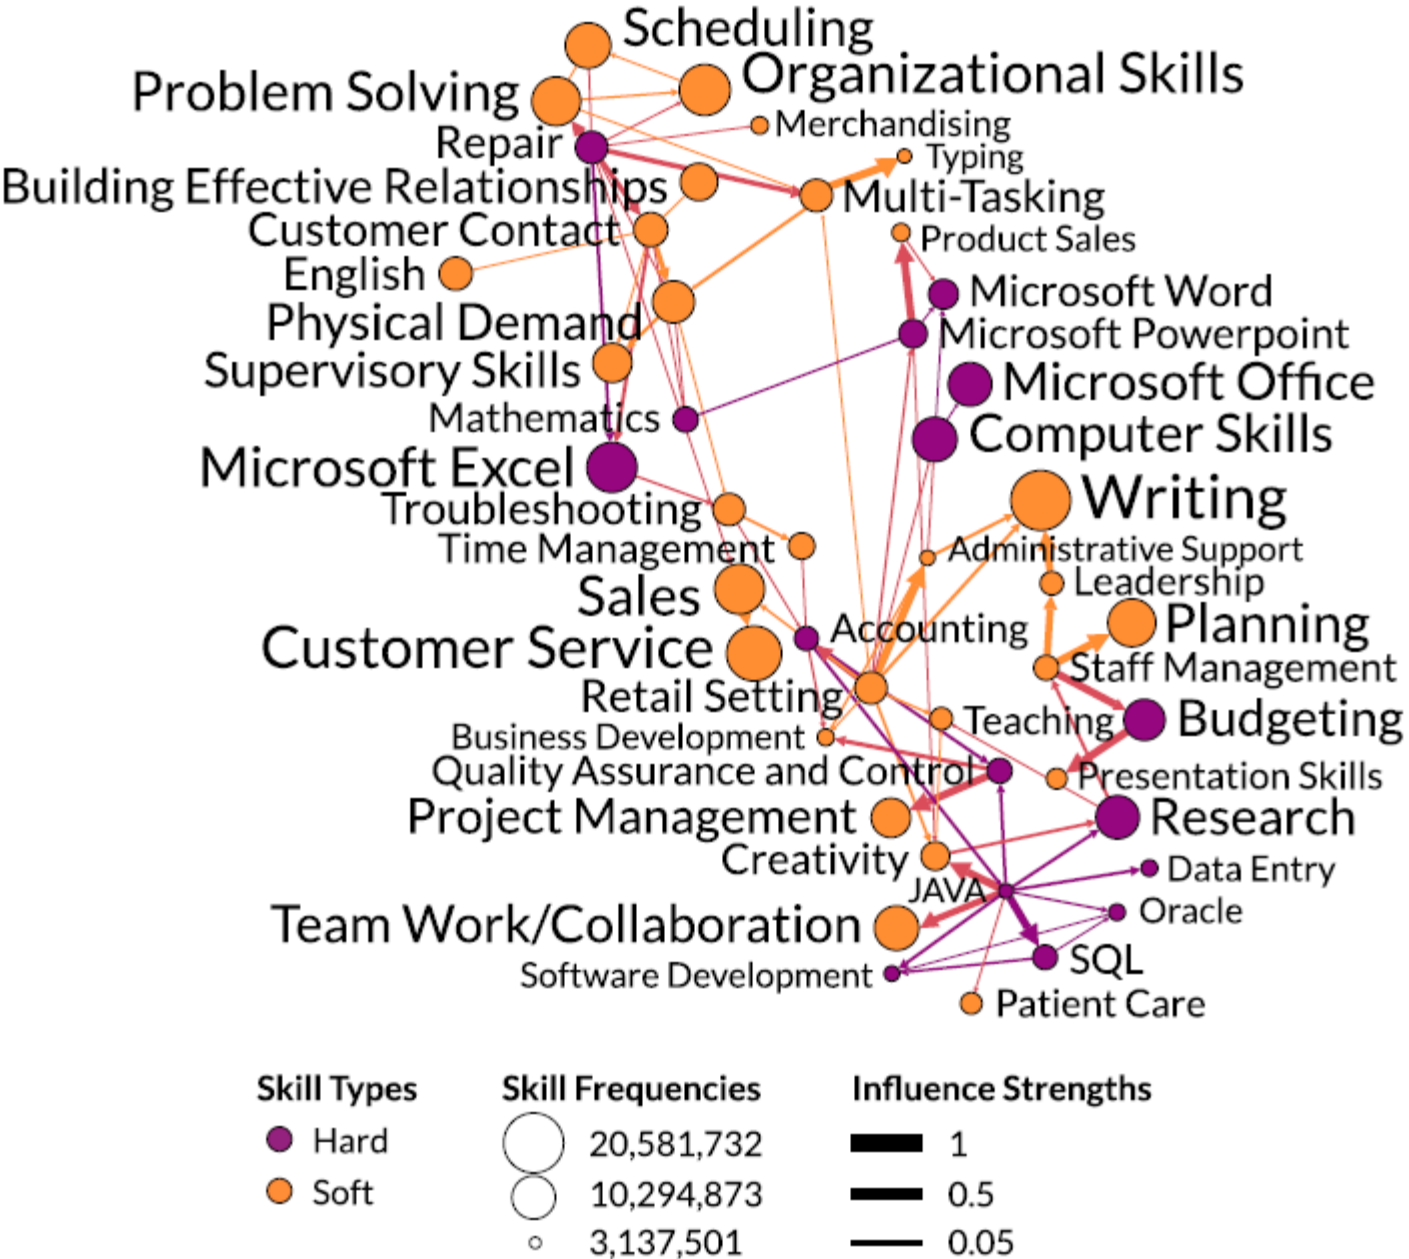 Scheduling
Organizational Skills
Problem Solving
Merchandising
Repair
Typing
Building Effective Relationships
Multi-Tasking
Customer Contact
Product Sales
English
Microsoft Word
Physical Demand
Microsoft Powerpoint
Supervisory Skills
Microsoft Office
Mathematics
Computer Skills
Microsoft Excel
Writing
Troubleshooting
Time Management
Administrative Support
Leadership
Sales
Planning
Accounting
Customer Service
Staff Management
Retail Setting
Teaching
Budgeting
Business Development
Quality Assurance and Control
Presentation Skills
Project Management
Research
Creativity
Data Entry
JAVA
Oracle
Team Work/Collaboration
SQL
Software Development
Patient Care
Skill Types
Hard
Soft
Skill Frequencies
20,581,732
10,294,873
3,137,501
Influence Strengths
1
0.5
0.05